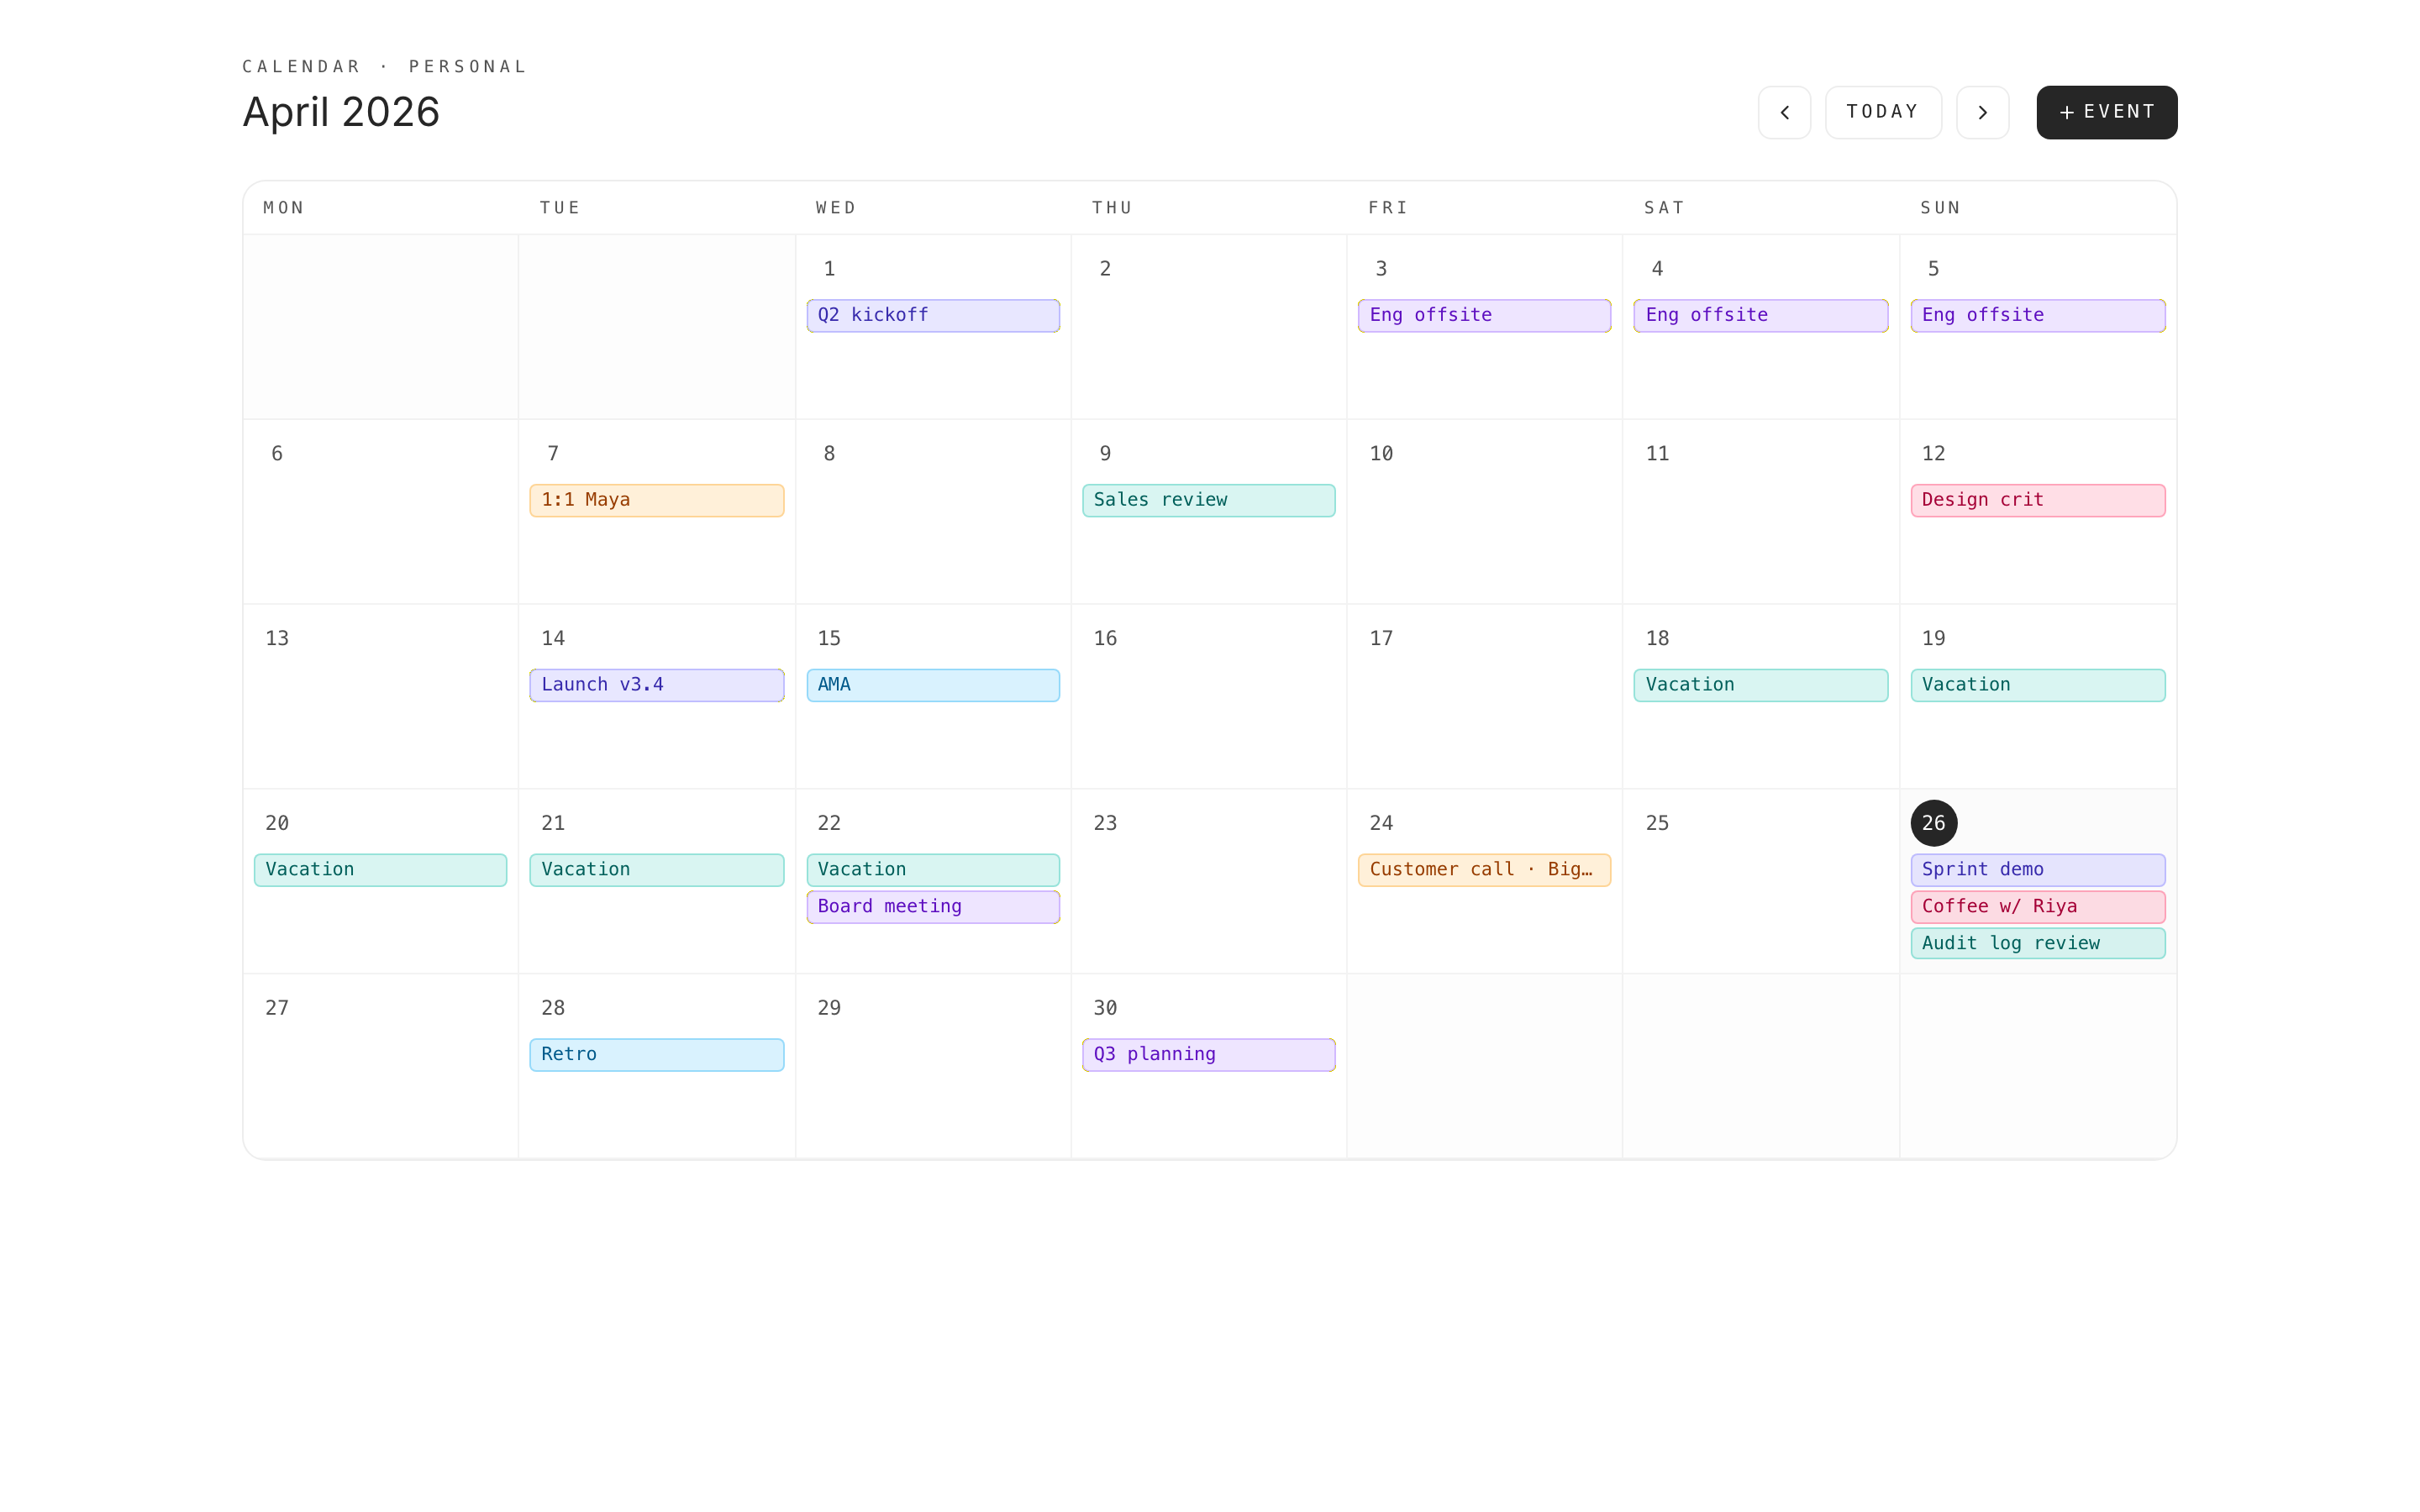 CALENDAR · PERSONAL
April 2026
TODAY
+ EVENT
MON TUE WED THU FRI SAT SUN
1 2 3 4 5
Q2 kickoff Eng offsite Eng offsite Eng offsite
6 7 8 9 10 11 12
1:1 Maya Sales review Design crit
13 14 15 16 17 18 19
Launch v3.4 AMA Vacation Vacation
20 21 22 23 24 25 26
Vacation Vacation Vacation Customer call · Big… Sprint demo
Board meeting Coffee w/ Riya
Audit log review
27 28 29 30
Retro Q3 planning